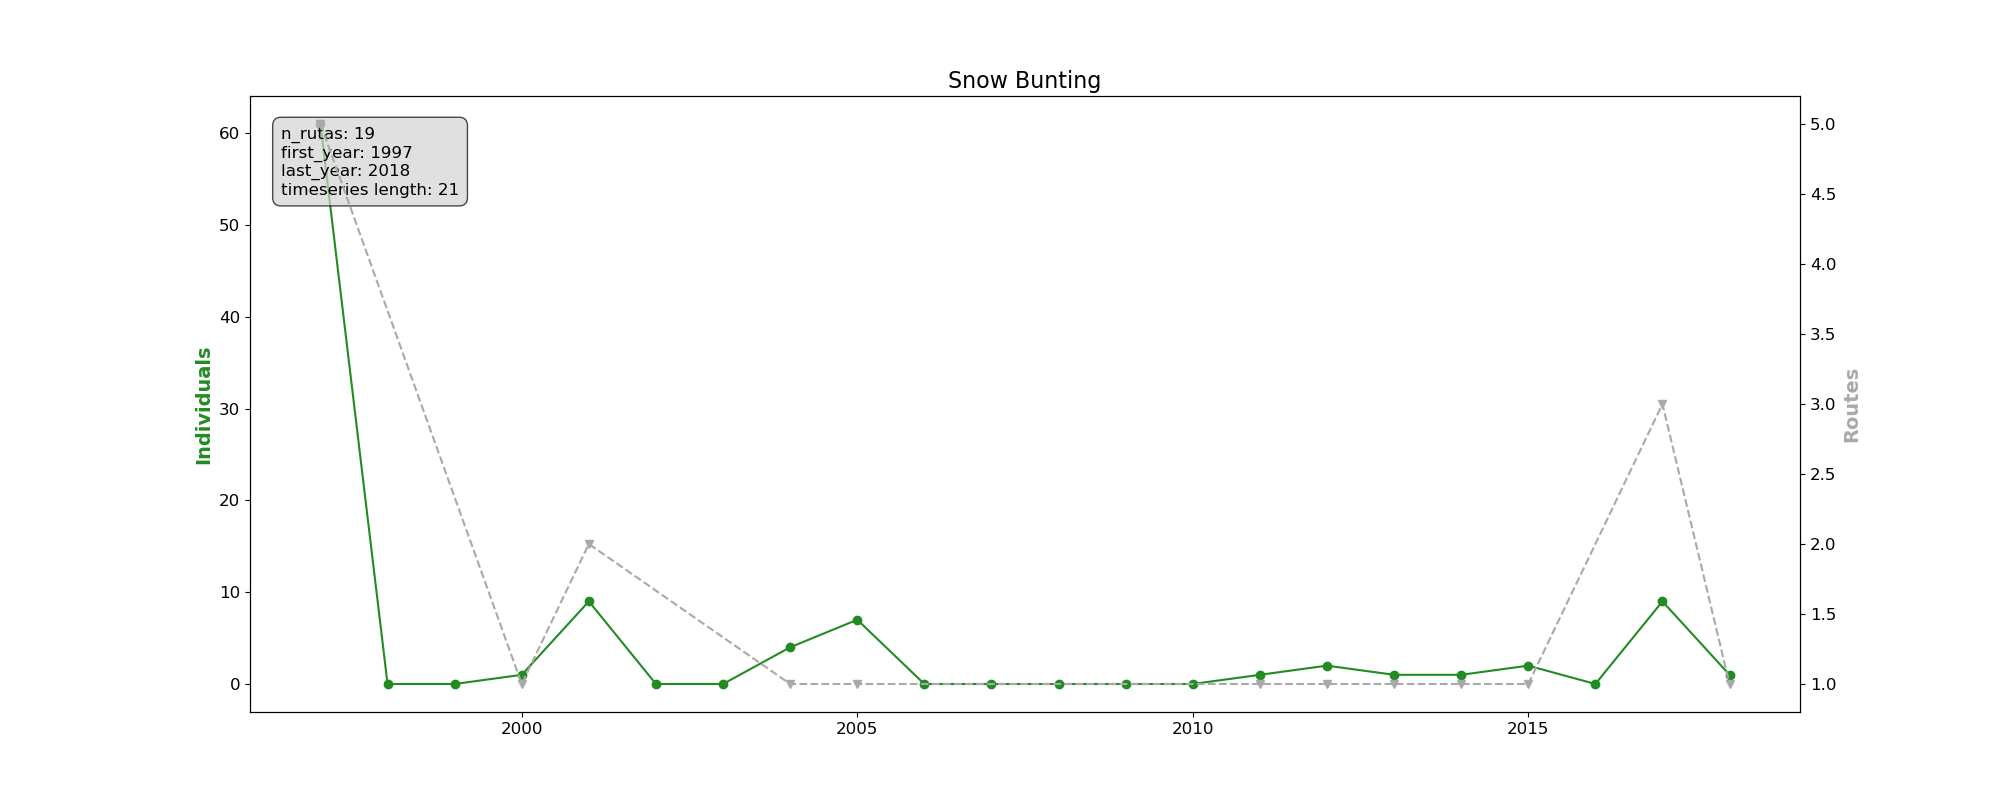 Snow Bunting
n_rutas: 19
first_year: 1997
last_year: 2018
timeseries length: 21
60
50
40
30
20
10
0
Individuals
5.0
4.5
4.0
3.5
3.0
2.5
2.0
1.5
1.0
Routes
2000 2005 2010 2015